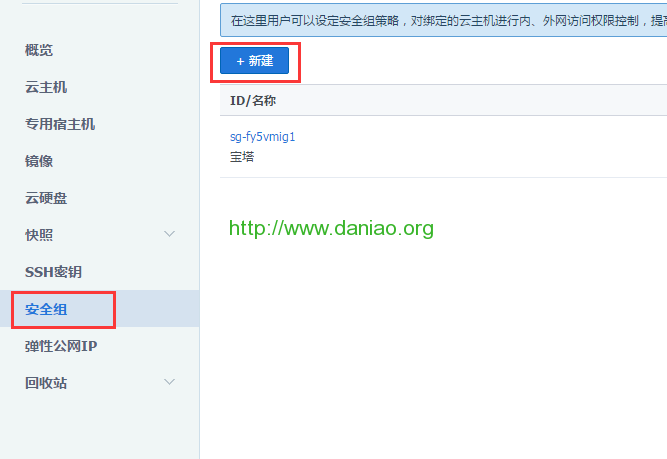 在这里用户可以设定安全组策略，对绑定的云主机进行内、外网访问权限控制，提高
概览
+ 新建
云主机
ID/名称
专用宿主机
sg-fy5vmig1
宝塔
镜像
云硬盘
快照
http://www.daniao.org
SSH密钥
安全组
弹性公网IP
回收站